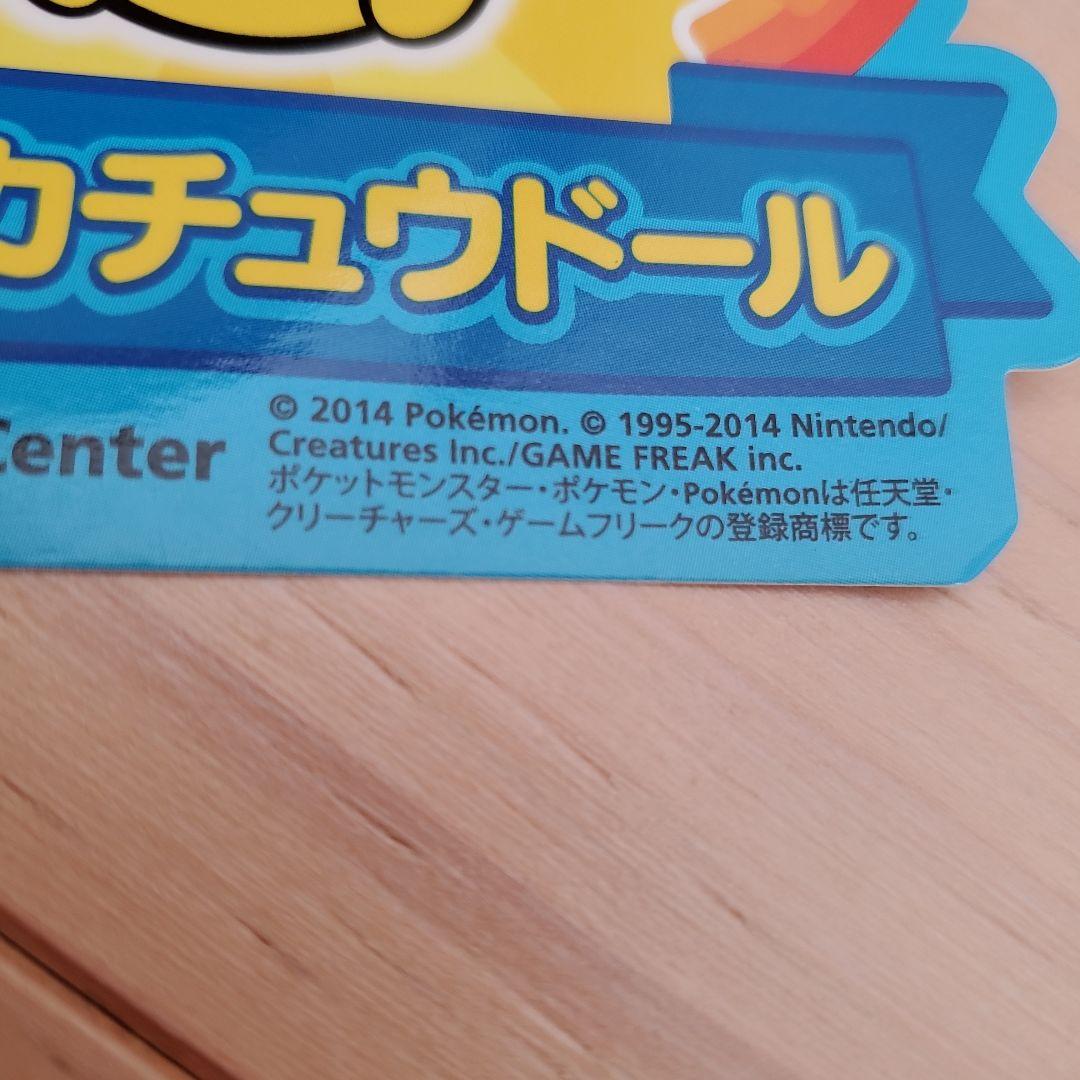 カチュウドール
Center
© 2014 Pokémon. © 1995-2014 Nintendo/
Creatures Inc./GAME FREAK inc.
ポケットモンスター・ポケモン・Pokémonは任天堂・
クリーチャーズ・ゲームフリークの登録商標です。